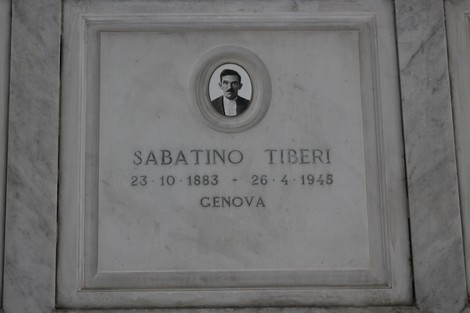 SABATINO TIBERI
23·10·1883 - 26·4·1945
GENOVA